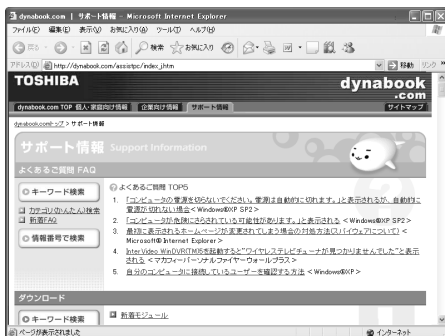 dynabook.com | サポート情報 - Microsoft Internet Explorer
ファイル(F) 編集(E) 表示(V) お気に入り(A) ツール(T) ヘルプ(H)
戻る 検索 お気に入り
アドレス(D) http://dynabook.com/assistpc/index_j.htm 移動 リンク
TOSHIBA
dynabook.com
dynabook.com TOP 個人・家庭向け情報 企業向け情報 サポート情報 サイトマップ
dynabook.comトップ > サポート情報
サポート情報 Support Information
よくあるご質問 FAQ
キーワード検索
カテゴリ(かんたん)検索
新着FAQ
情報番号で検索
よくあるご質問 TOP5
1. 「コンピュータの電源を切らないでください。電源は自動的に切れます。」と表示されるが、自動的に
電源が切れない場合<Windows®XP SP2>
2. 「コンピュータが危険にさらされている可能性があります。」と表示される <Windows®XP SP2>
3. 最初に表示されるホームページが変更されてしまう場合の対処方法(スパイウェアについて) <
Microsoft® Internet Explorer>
4. InterVideo WinDVR(TM)5を起動すると"ワイヤレステレビチューナが見つかりませんでした"と表示
される <マカフィーパーソナルファイアーウォールプラス>
5. 自分のコンピュータに接続しているユーザーを確認する方法 <Windows®XP>
ダウンロード
キーワード検索
新着モジュール
ページが表示されました
インターネット